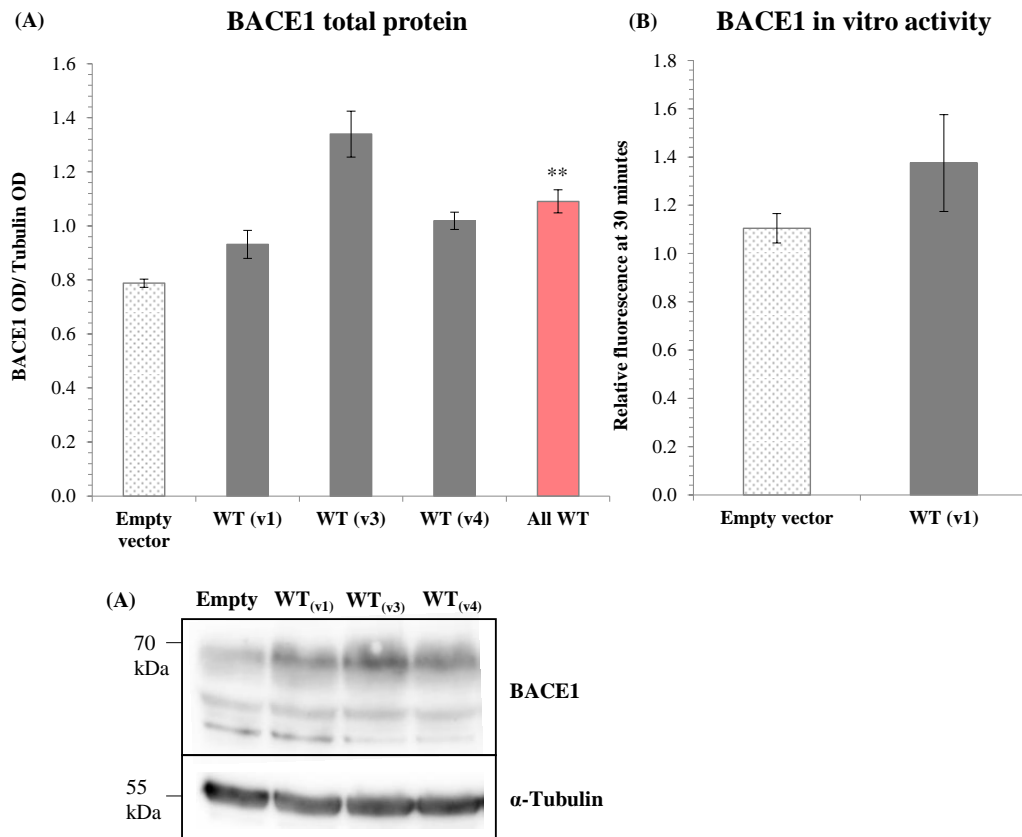 (A)
BACE1 total protein
BACE1 OD/ Tubulin OD
1.6
1.4
1.2
1.0
0.8
0.6
0.4
0.2
0.0
**
Empty
vector
WT (v1)
WT (v3)
WT (v4)
All WT
(B)
BACE1 in vitro activity
Relative fluorescence at 30 minutes
1.8
1.6
1.4
1.2
1.0
0.8
0.6
0.4
0.2
0.0
Empty vector
WT (v1)
(A)
Empty WT(v1) WT(v3) WT(v4)
70
kDa
BACE1
55
kDa
α-Tubulin